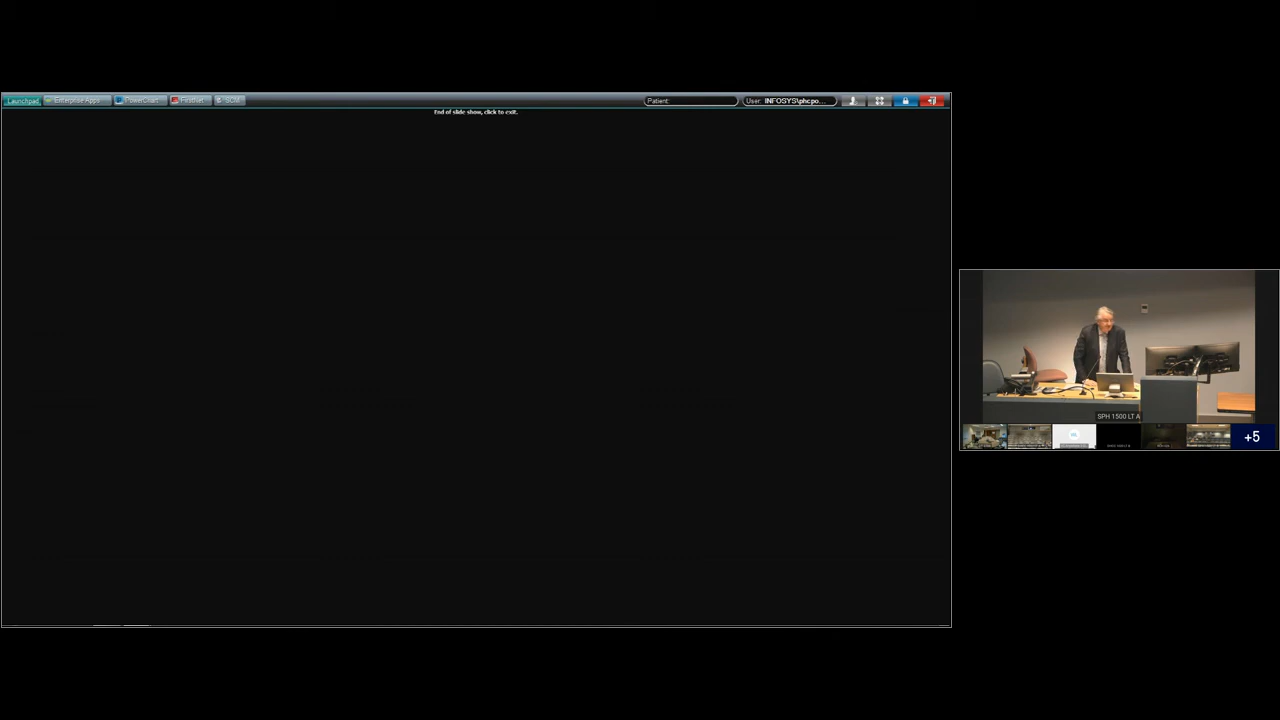 Launchpad Enterprise Apps PowerChart FirstNet SCM Patient: User: INFOSYS\phcpo...
End of slide show, click to exit.
SPH 1500 LT A
+5